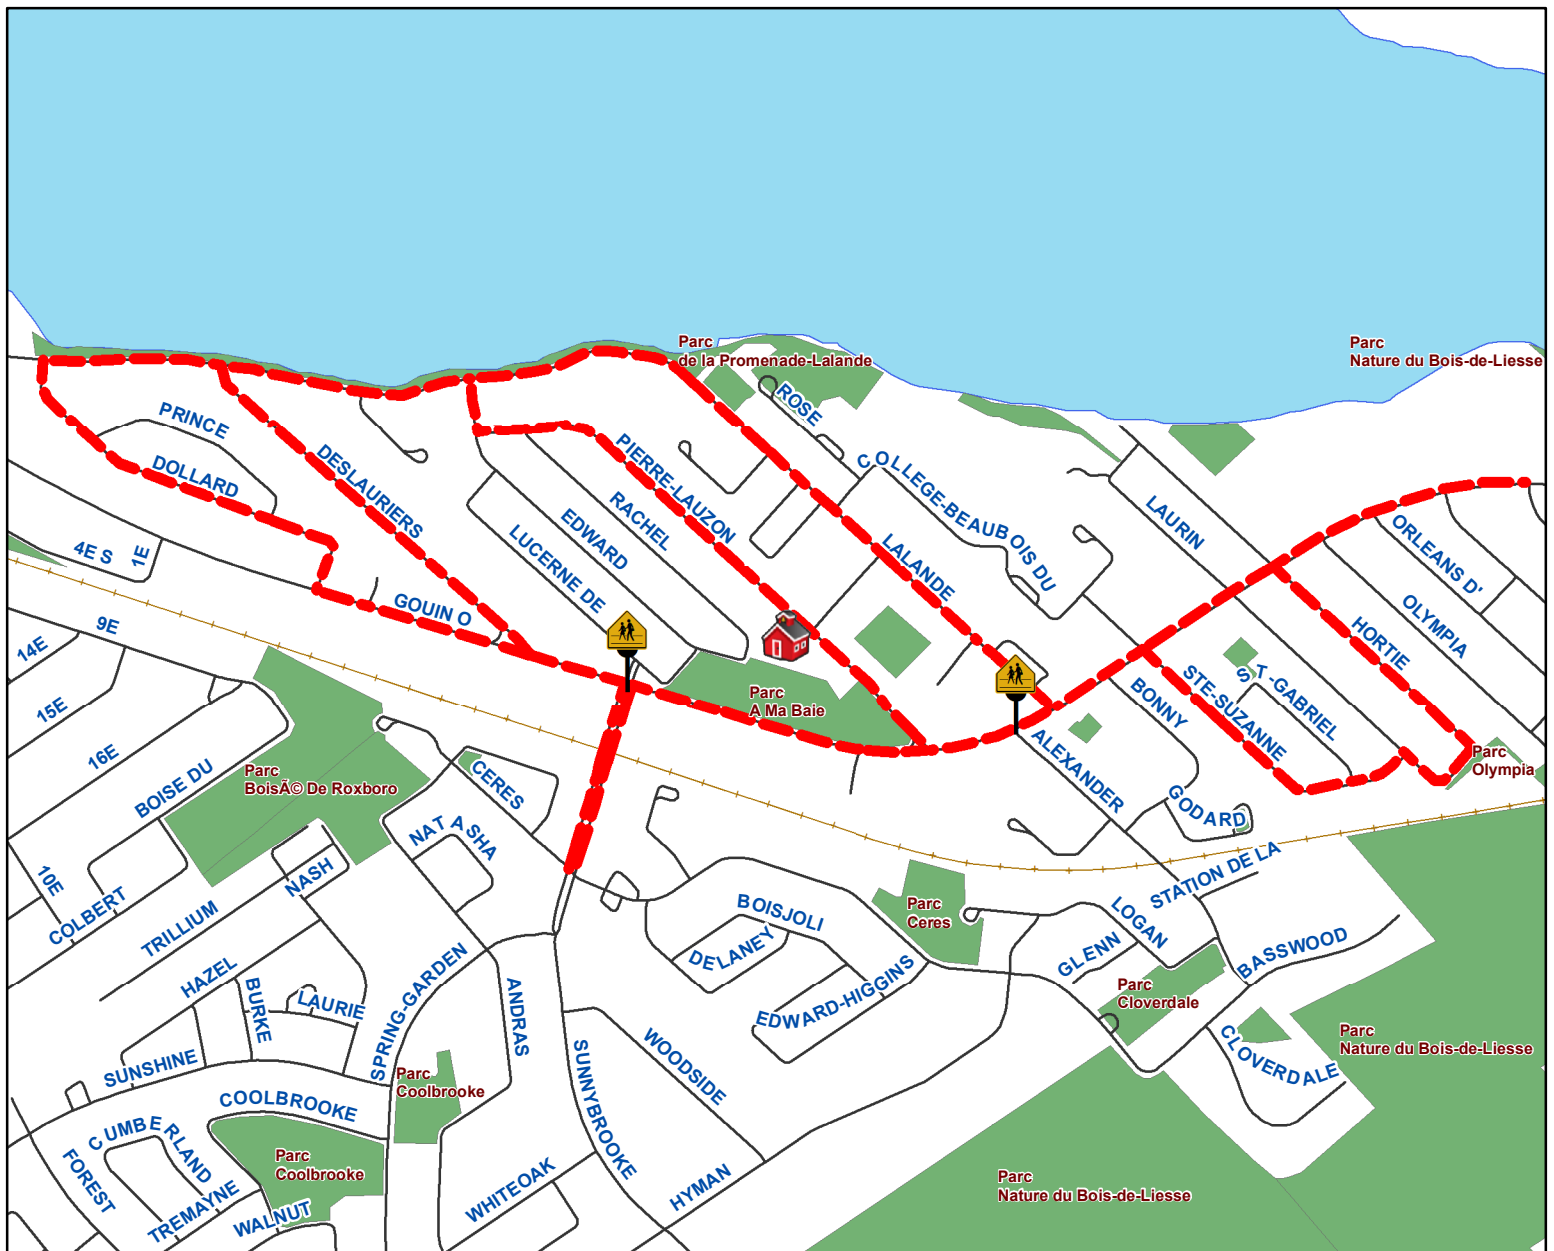 Parc
de la Promenade-Lalande
Parc
Nature du Bois-de-Liesse
ROSE
PRINCE
DOLLARD
DESLAURIERS
PIERRE-LAUZON
COLLEGE-BEAUBOIS DU
RACHEL
EDWARD
LUCERNE DE
LALANDE
LAURIN
ORLEANS D'
OLYMPIA
HORTIE
4E S
1E
GOUIN O
9E
14E
15E
16E
Parc
A Ma Baie
BONNY
STE-SUZANNE
ST-GABRIEL
Parc
Olympia
ALEXANDER
GODARD
Parc
BoisÃ© De Roxboro
BOISE DU
CERES
NATASHA
10E
COLBERT
NASH
TRILLIUM
STATION DE LA
LOGAN
GLENN
BASSWOOD
Parc
Ceres
BOISJOLI
DELANEY
EDWARD-HIGGINS
HAZEL
BURKE
LAURIE
SPRING-GARDEN
ANDRAS
Parc
Cloverdale
CLOVERDALE
Parc
Nature du Bois-de-Liesse
SUNSHINE
COOLBROOKE
Parc
Coolbrooke
SUNNYBROOKE
WOODSIDE
CUMBERLAND
FOREST
TREMAYNE
WALNUT
Parc
Coolbrooke
WHITEOAK
HYMAN
Parc
Nature du Bois-de-Liesse